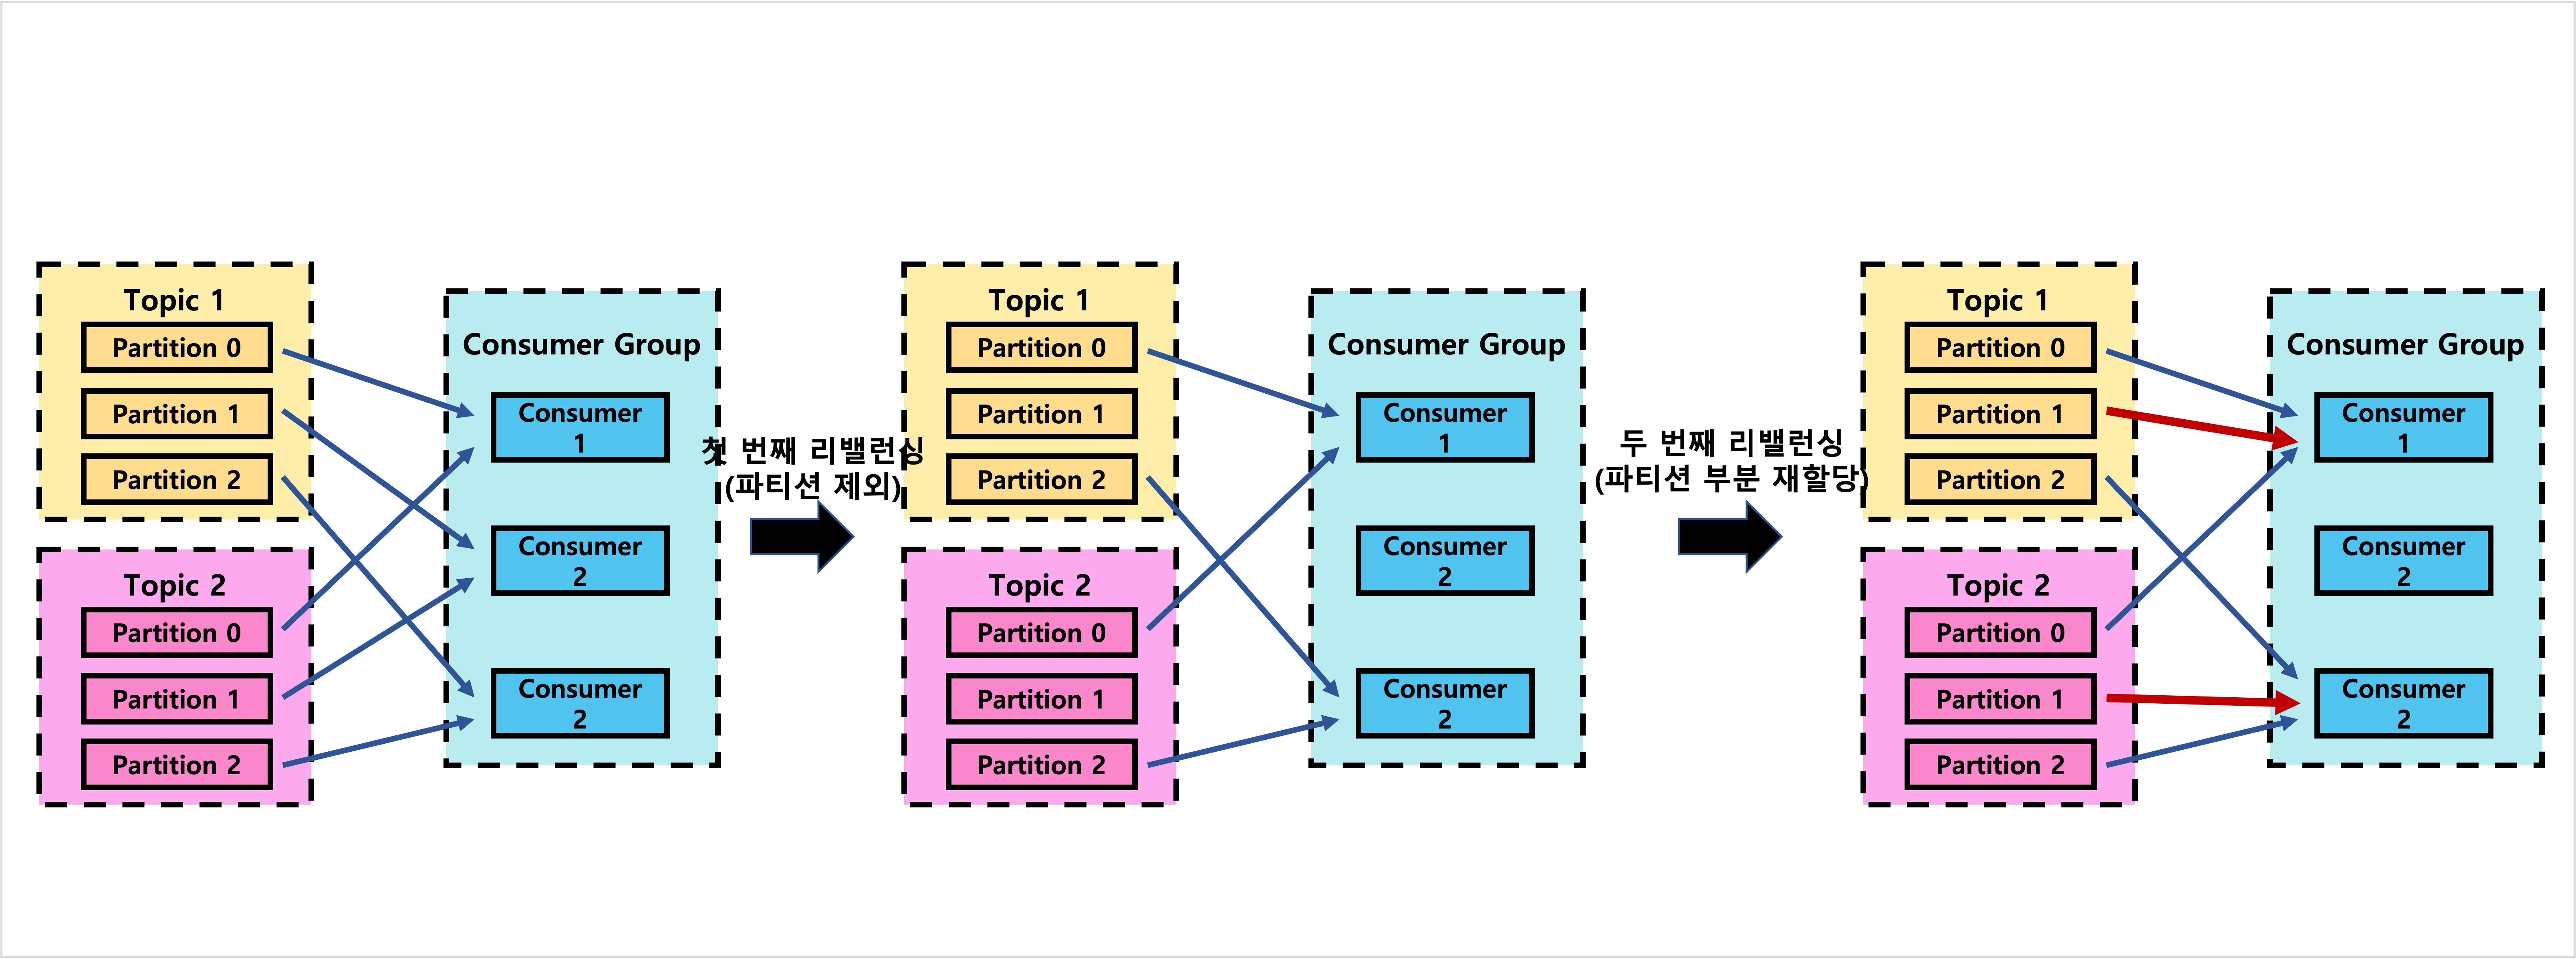 Topic 1
Partition 0
Partition 1
Partition 2
Topic 2
Partition 0
Partition 1
Partition 2
Consumer Group
Consumer
1
Consumer
2
Consumer
2
첫 번째 리밸런싱
(파티션 제외)
Topic 1
Partition 0
Partition 1
Partition 2
Topic 2
Partition 0
Partition 1
Partition 2
Consumer Group
Consumer
1
Consumer
2
Consumer
2
두 번째 리밸런싱
(파티션 부분 재할당)
Topic 1
Partition 0
Partition 1
Partition 2
Topic 2
Partition 0
Partition 1
Partition 2
Consumer Group
Consumer
1
Consumer
2
Consumer
2